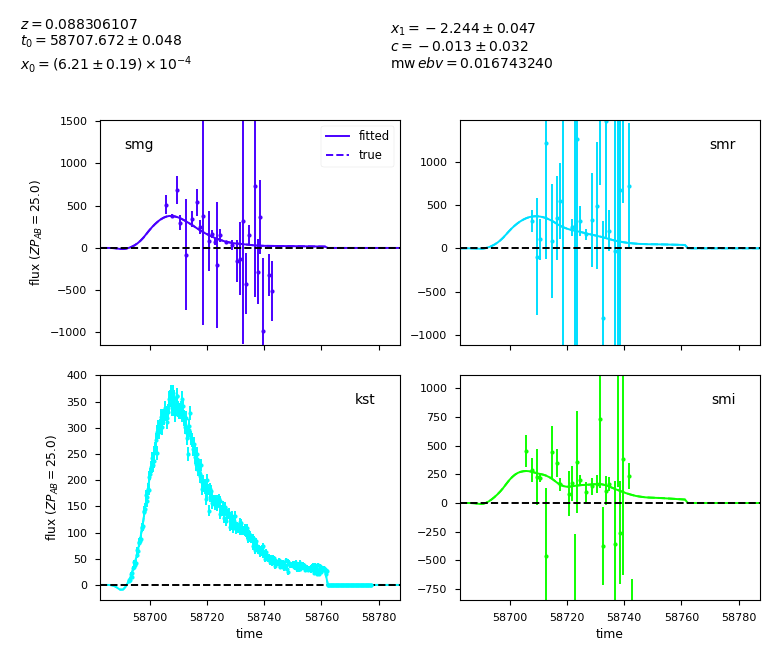 z = 0.088306107
t₀ = 58707.672 ± 0.048
x₀ = (6.21 ± 0.19) × 10⁻⁴
x₁ = −2.244 ± 0.047
c = −0.013 ± 0.032
mw ebv = 0.016743240
smg
fitted
true
1500
1000
500
0
−500
−1000
flux (ZP_AB = 25.0)
smr
1000
500
0
−500
−1000
kst
400
350
300
250
200
150
100
50
0
flux (ZP_AB = 25.0)
58700 58720 58740 58760 58780
time
smi
1000
750
500
250
0
−250
−500
−750
58700 58720 58740 58760 58780
time